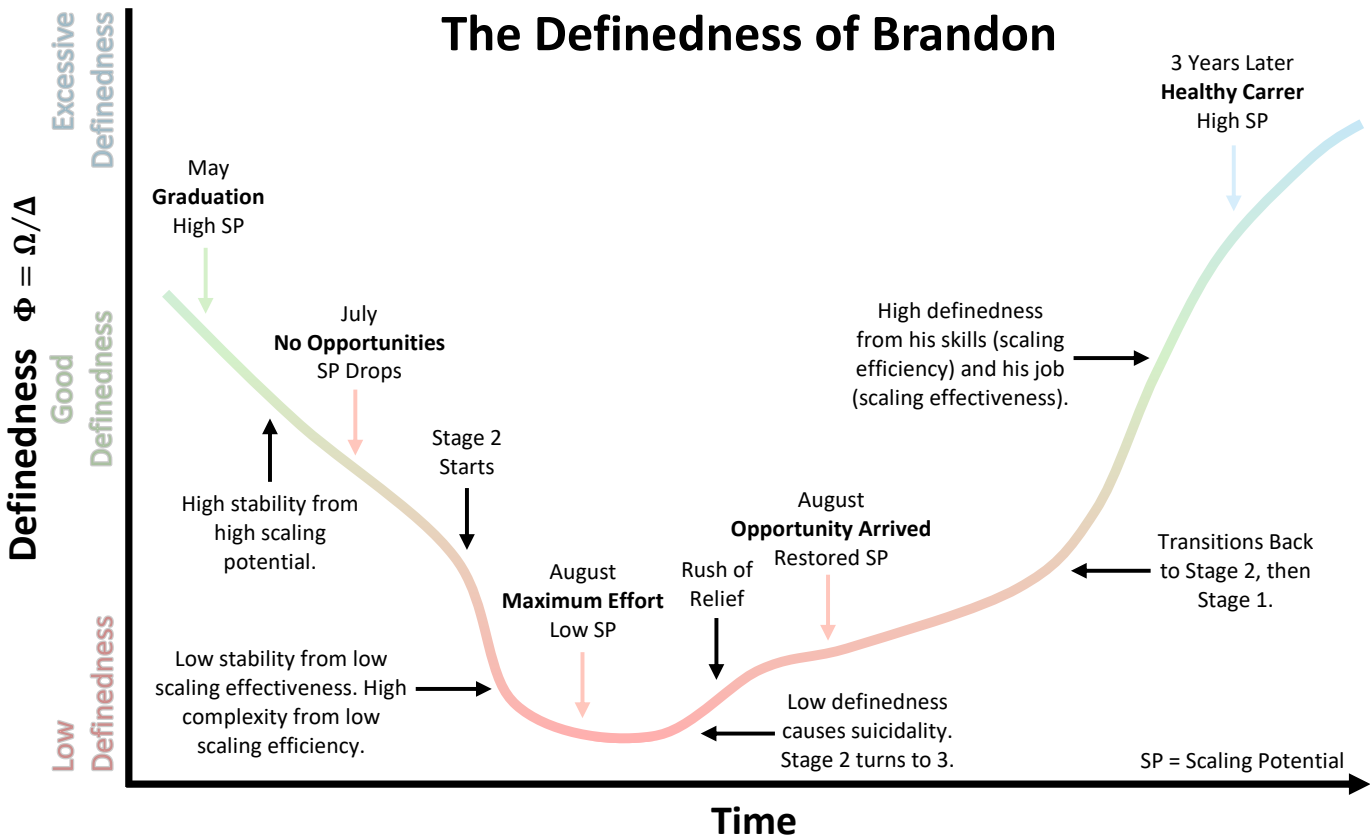 The Definedness of Brandon
Excessive
Definedness
Good
Definedness
Low
Definedness
Definedness Φ = Ω/Δ
May
Graduation
High SP
July
No Opportunities
SP Drops
High stability from
high scaling
potential.
Stage 2
Starts
Low stability from low
scaling effectiveness. High
complexity from low
scaling efficiency.
August
Maximum Effort
Low SP
Rush of
Relief
Low definedness
causes suicidality.
Stage 2 turns to 3.
August
Opportunity Arrived
Restored SP
High definedness
from his skills (scaling
efficiency) and his job
(scaling effectiveness).
3 Years Later
Healthy Carrer
High SP
Transitions Back
to Stage 2, then
Stage 1.
SP = Scaling Potential
Time